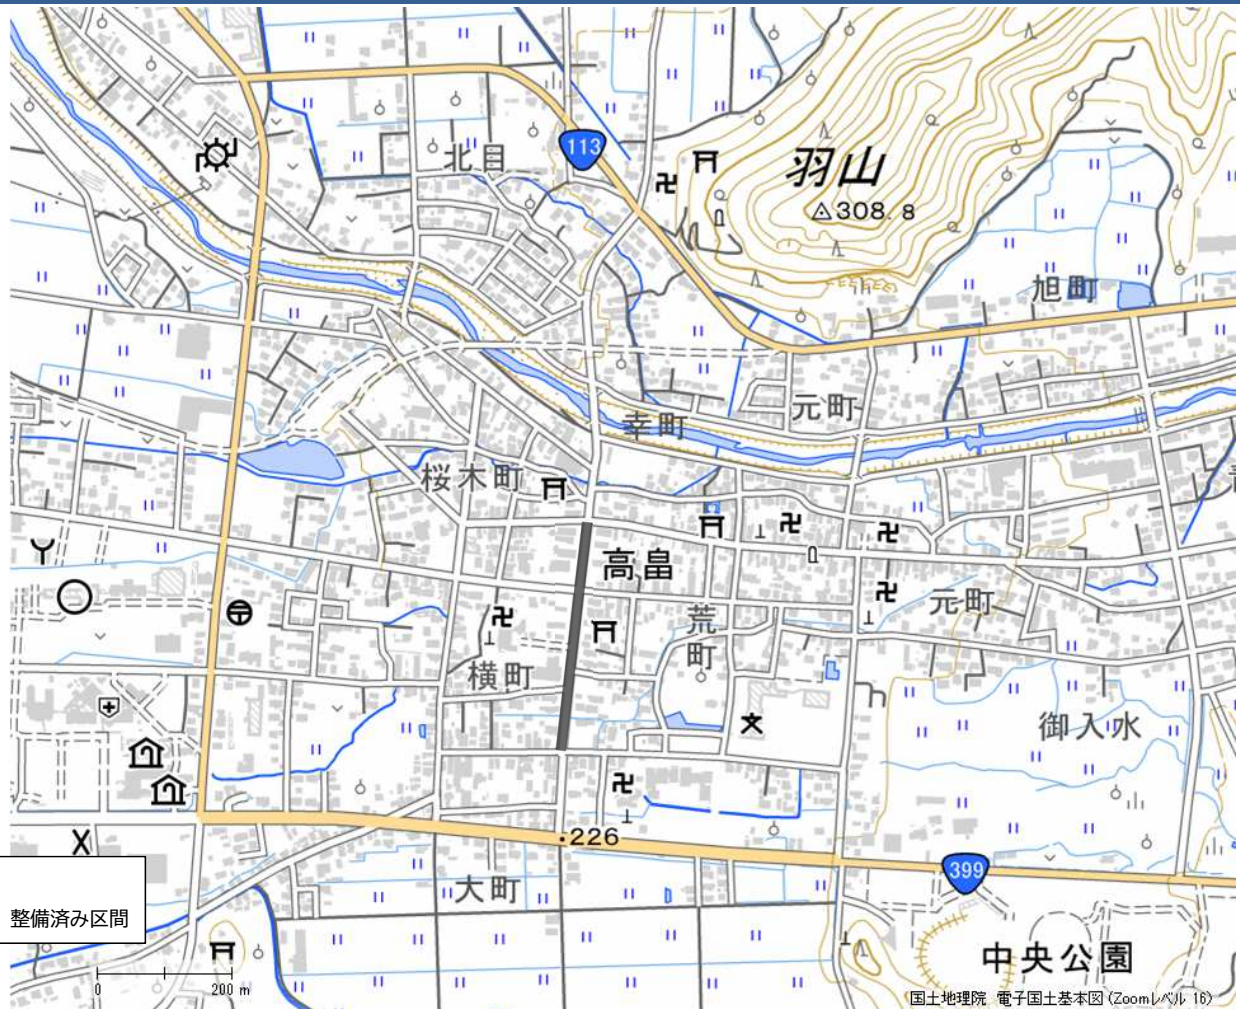 北目
113
羽山
308.8
旭町
元町
幸町
桜木町
高畠
荒町
元町
横町
御入水
226
399
大町
整備済み区間
中央公園
0
200 m
国土地理院 電子国土基本図 (Zoomレベル 16)